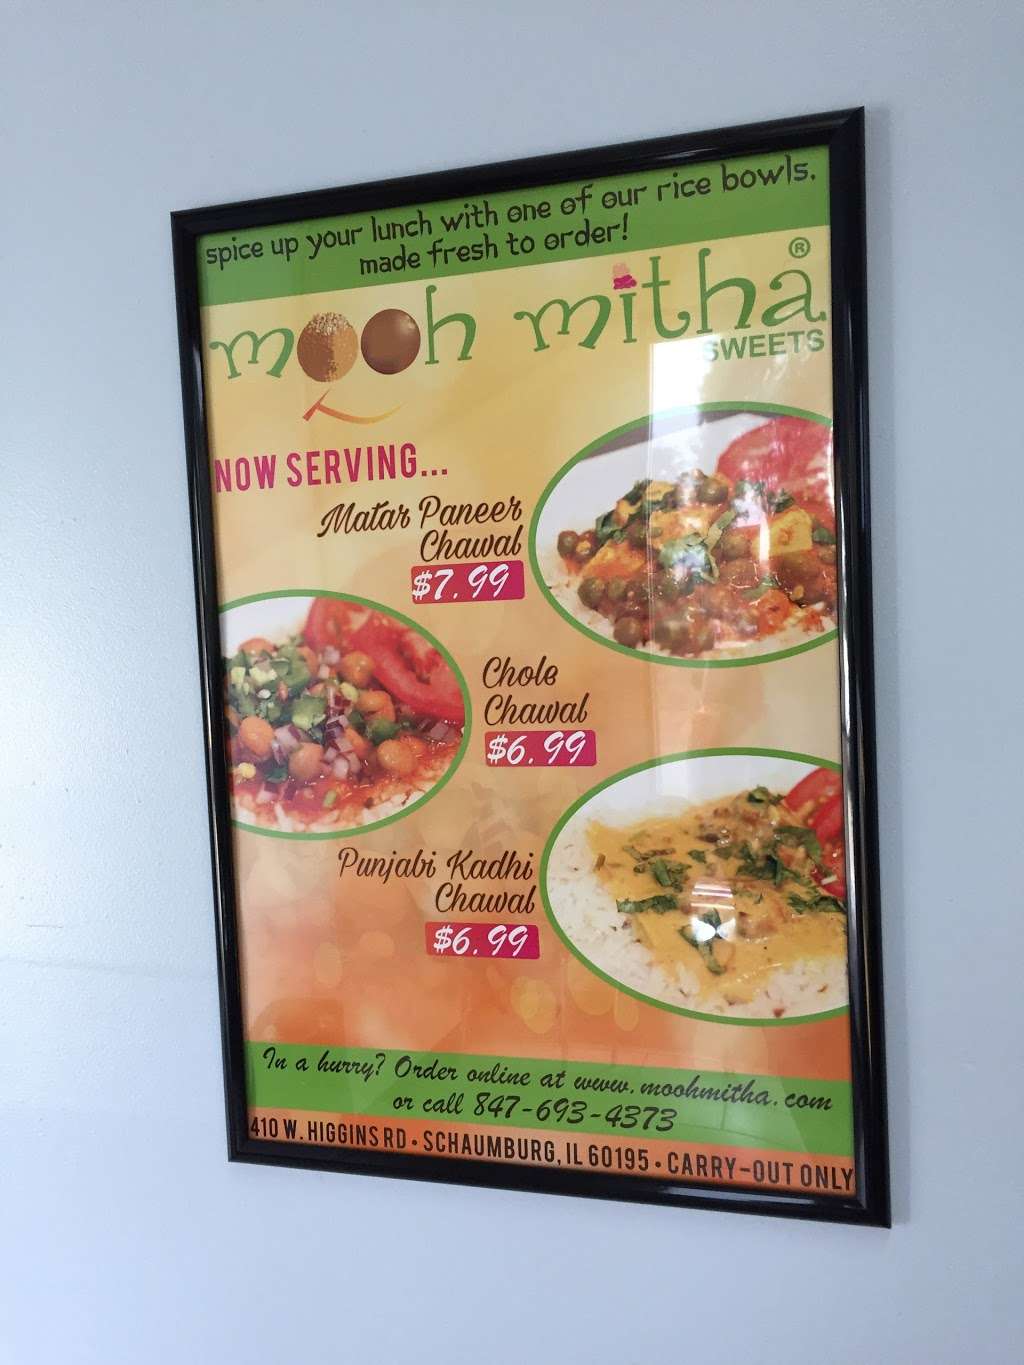 spice up your lunch with one of our rice bowls.
made fresh to order!
mooh mitha®
SWEETS
NOW SERVING...
Matar Paneer
Chawal
$7.99
Chole
Chawal
$6.99
Punjabi Kadhi
Chawal
$6.99
In a hurry? Order online at www.moohmitha.com
or call 847-693-4373
410 W. HIGGINS RD • SCHAUMBURG, IL 60195 • CARRY-OUT ONLY